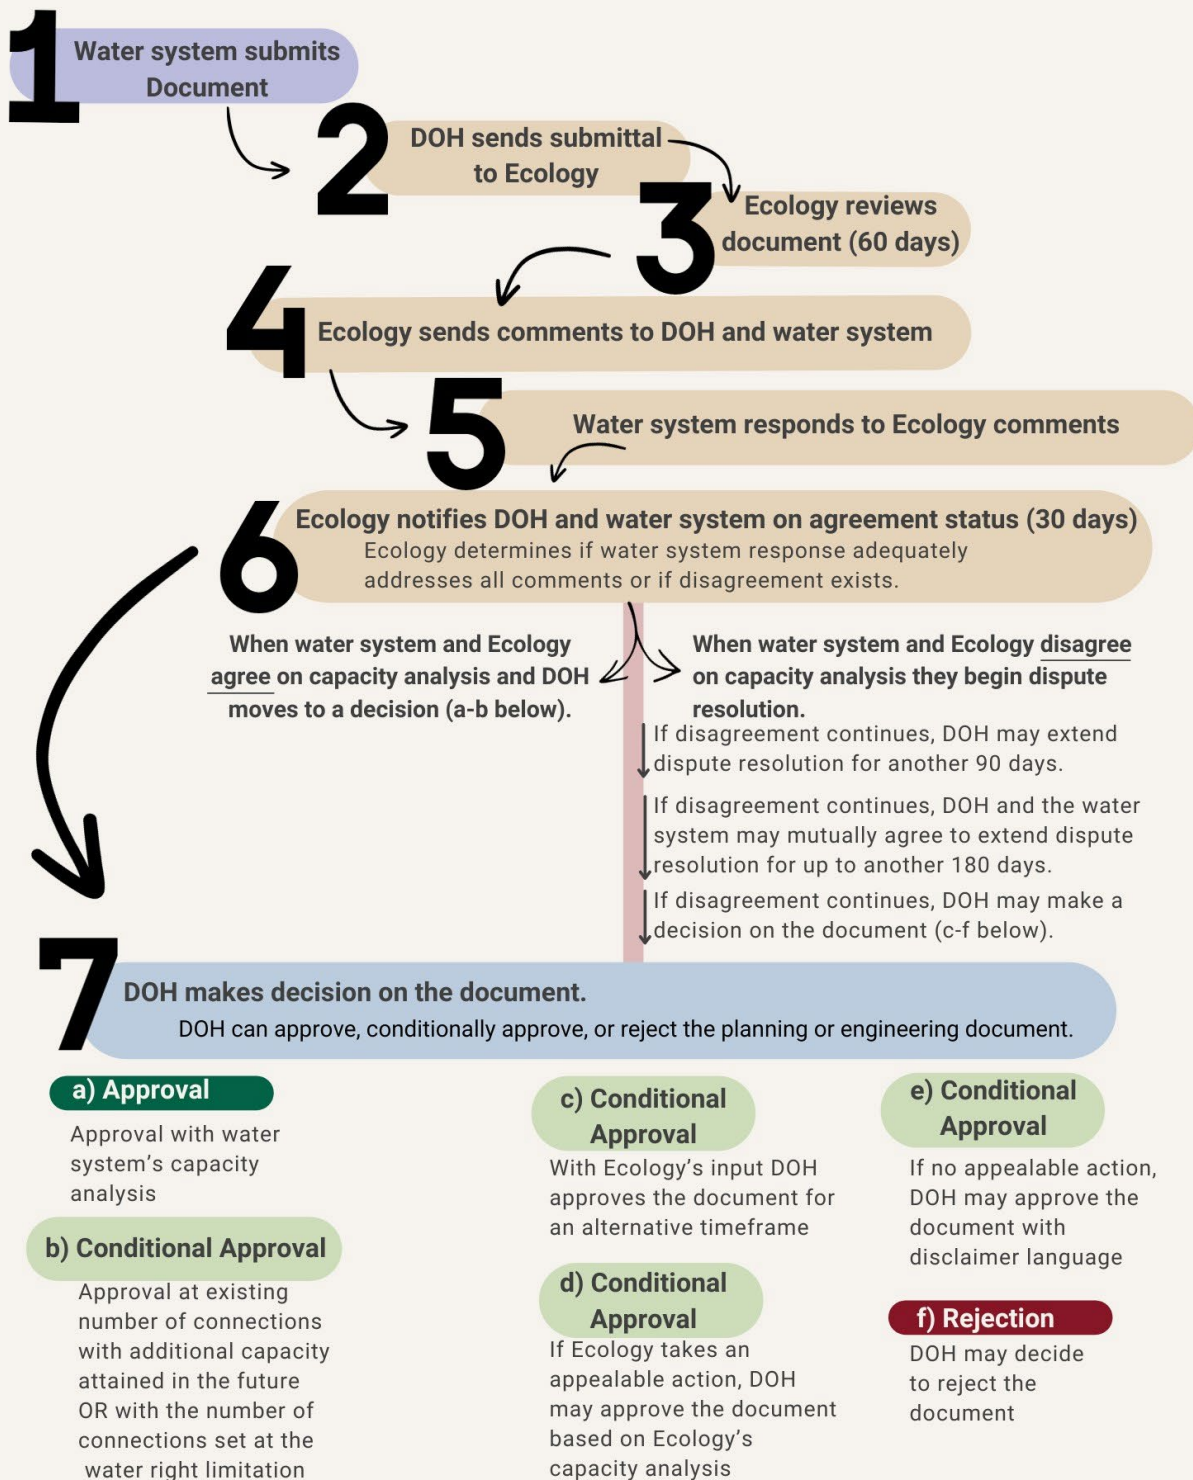 1
Water system submits
Document
2
DOH sends submittal
to Ecology
3
Ecology reviews
document (60 days)
4
Ecology sends comments to DOH and water system
5
Water system responds to Ecology comments
6
Ecology notifies DOH and water system on agreement status (30 days)
Ecology determines if water system response adequately
addresses all comments or if disagreement exists.
When water system and Ecology
agree on capacity analysis and DOH
moves to a decision (a-b below).
When water system and Ecology disagree
on capacity analysis they begin dispute
resolution.
If disagreement continues, DOH may extend
dispute resolution for another 90 days.
If disagreement continues, DOH and the water
system may mutually agree to extend dispute
resolution for up to another 180 days.
If disagreement continues, DOH may make a
decision on the document (c-f below).
7
DOH makes decision on the document.
DOH can approve, conditionally approve, or reject the planning or engineering document.
a) Approval
Approval with water
system's capacity
analysis
b) Conditional Approval
Approval at existing
number of connections
with additional capacity
attained in the future
OR with the number of
connections set at the
water right limitation
c) Conditional
Approval
With Ecology's input DOH
approves the document for
an alternative timeframe
d) Conditional
Approval
If Ecology takes an
appealable action, DOH
may approve the document
based on Ecology's
capacity analysis
e) Conditional
Approval
If no appealable action,
DOH may approve the
document with
disclaimer language
f) Rejection
DOH may decide
to reject the
document